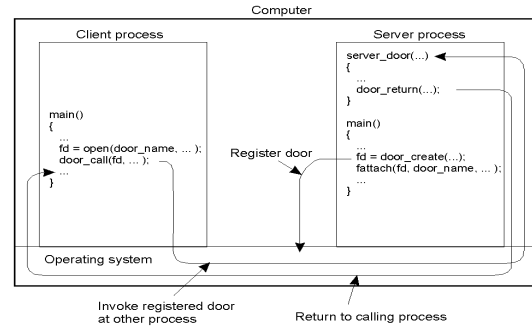 Computer
Client process
Server process
server_door(...)
{
...
door_return(...);
}
main()
{
...
fd = door_create(...);
fattach(fd, door_name, ... );
...
}
main()
{
...
fd = open(door_name, ... );
door_call(fd, ... );
...
}
Register door
Operating system
Invoke registered door
at other process
Return to calling process